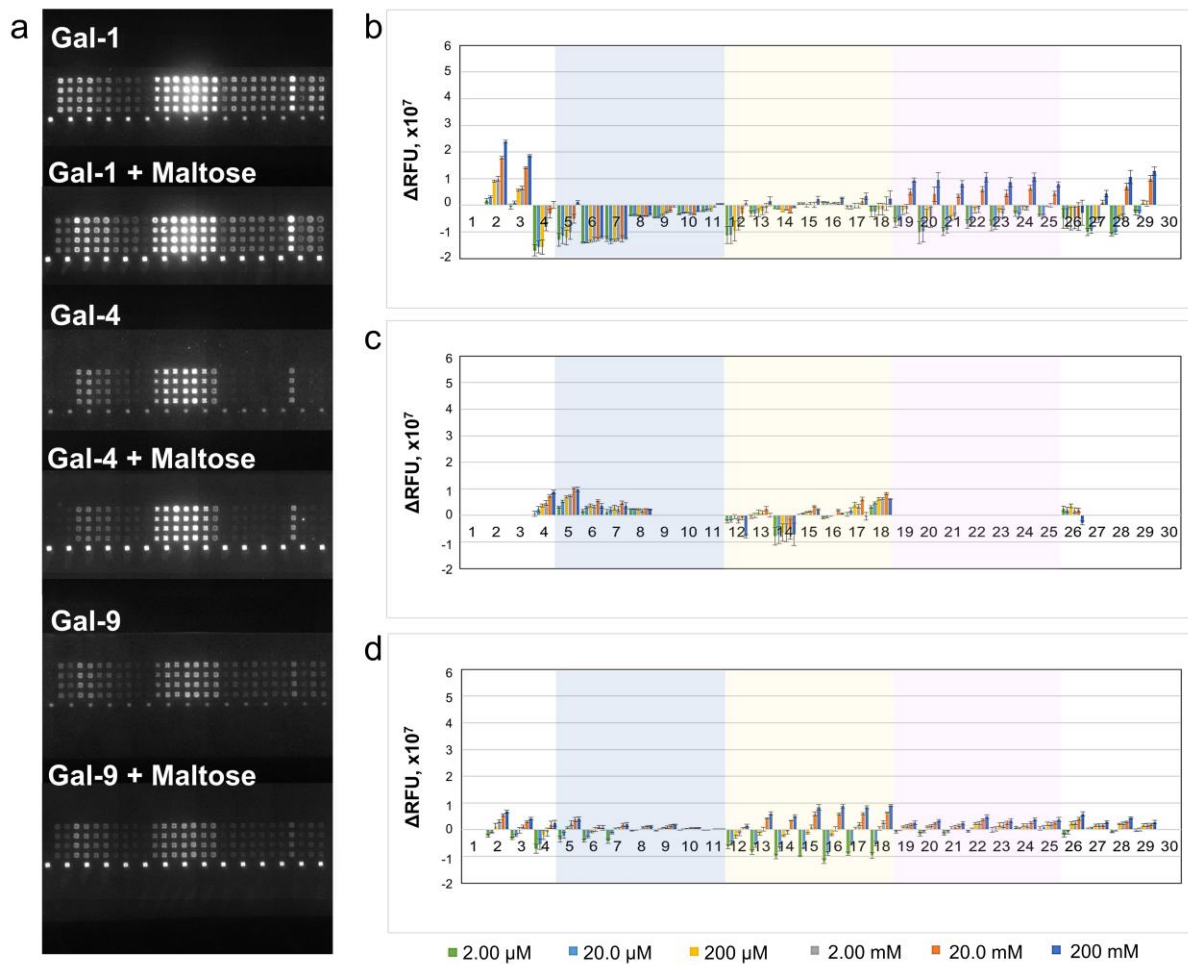 a
Gal-1
Gal-1 + Maltose
Gal-4
Gal-4 + Maltose
Gal-9
Gal-9 + Maltose
b
ΔRFU, x10⁷
6
5
4
3
2
1
0
-1
-2
1 2 3 4 5 6 7 8 9 10 11 12 13 14 15 16 17 18 19 20 21 22 23 24 25 26 27 28 29 30
c
ΔRFU, x10⁷
6
5
4
3
2
1
0
-1
-2
1 2 3 4 5 6 7 8 9 10 11 12 13 14 15 16 17 18 19 20 21 22 23 24 25 26 27 28 29 30
d
ΔRFU, x10⁷
6
5
4
3
2
1
0
-1
-2
1 2 3 4 5 6 7 8 9 10 11 12 13 14 15 16 17 18 19 20 21 22 23 24 25 26 27 28 29 30
2.00 µM 20.0 µM 200 µM 2.00 mM 20.0 mM 200 mM